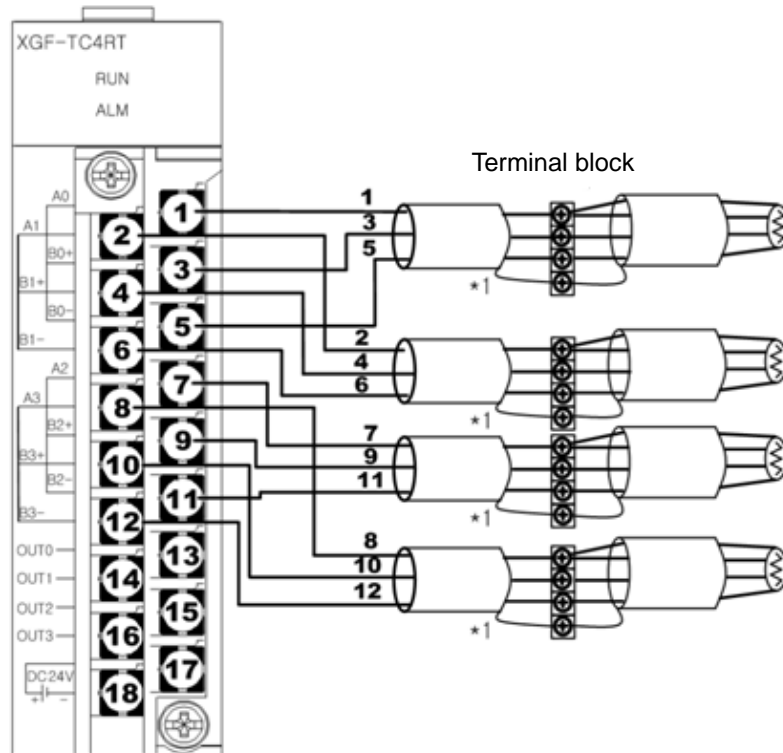 XGF-TC4RT
RUN
ALM
Terminal block
A0
A1
B0+
B1+
B0-
B1-
A2
A3
B2+
B3+
B2-
B3-
OUT0
OUT1
OUT2
OUT3
DC24V
+ -
1
2
3
4
5
6
7
8
9
10
11
12
13
14
15
16
17
18
1
3
5
*1
2
4
6
*1
7
9
11
*1
8
10
12
*1